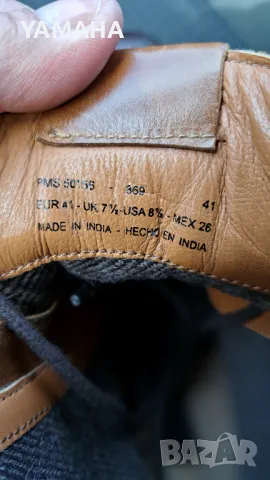 YAMAHA
PMS 50156 - 369 41
EUR 41 - UK 7½ - USA 8½ - MEX 26
MADE IN INDIA - HECHO EN INDIA
BAZAR